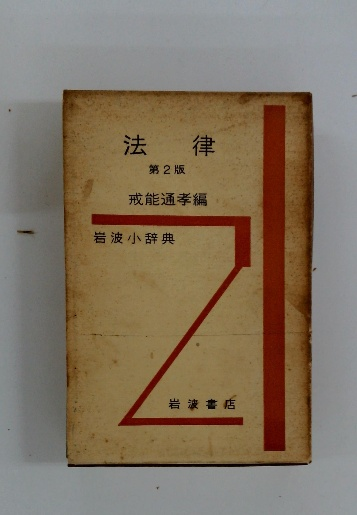 法 律
第2版
戒能通孝編
岩波小辞典
岩波書店